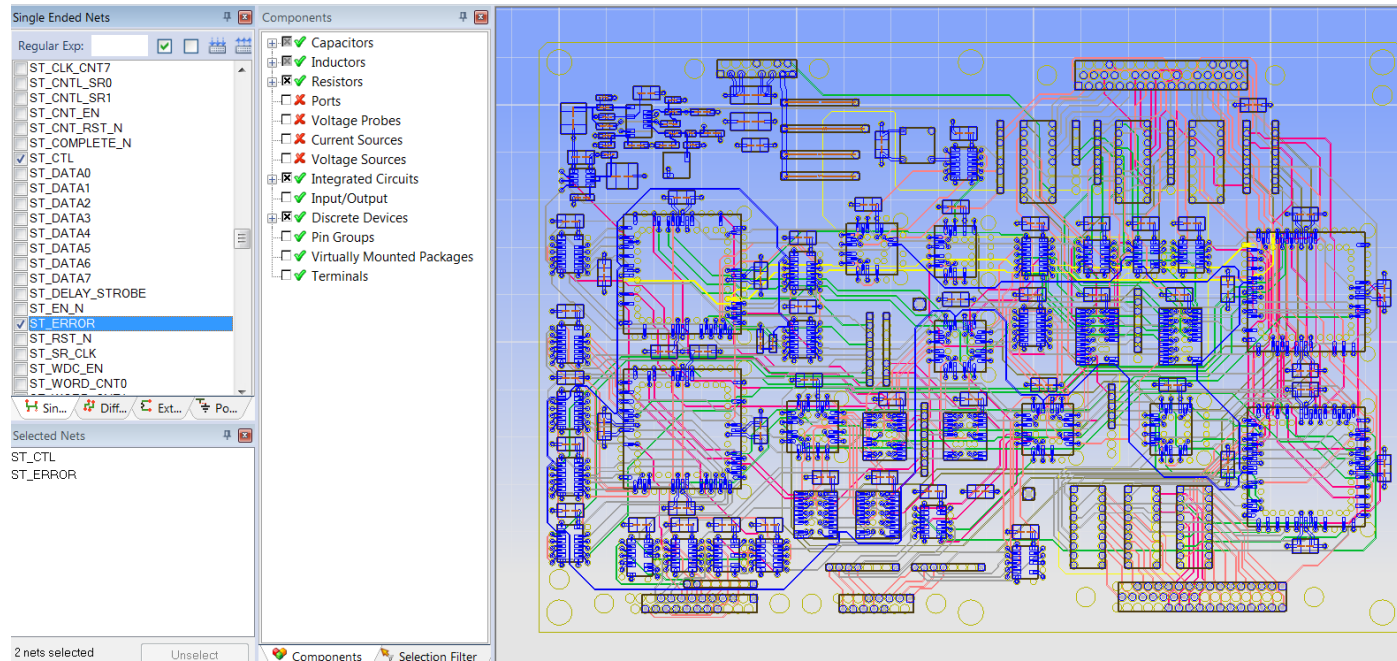 Single Ended Nets
Regular Exp:
ST_CLK_CNT7
ST_CNTL_SR0
ST_CNTL_SR1
ST_CNT_EN
ST_CNT_RST_N
ST_COMPLETE_N
ST_CTL
ST_DATA0
ST_DATA1
ST_DATA2
ST_DATA3
ST_DATA4
ST_DATA5
ST_DATA6
ST_DATA7
ST_DELAY_STROBE
ST_EN_N
ST_ERROR
ST_RST_N
ST_SR_CLK
ST_WDC_EN
ST_WORD_CNT0
Sin... Diff... Ext... Po...
Selected Nets
ST_CTL
ST_ERROR
2 nets selected
Unselect
Components
Capacitors
Inductors
Resistors
Ports
Voltage Probes
Current Sources
Voltage Sources
Integrated Circuits
Input/Output
Discrete Devices
Pin Groups
Virtually Mounted Packages
Terminals
Components Selection Filter